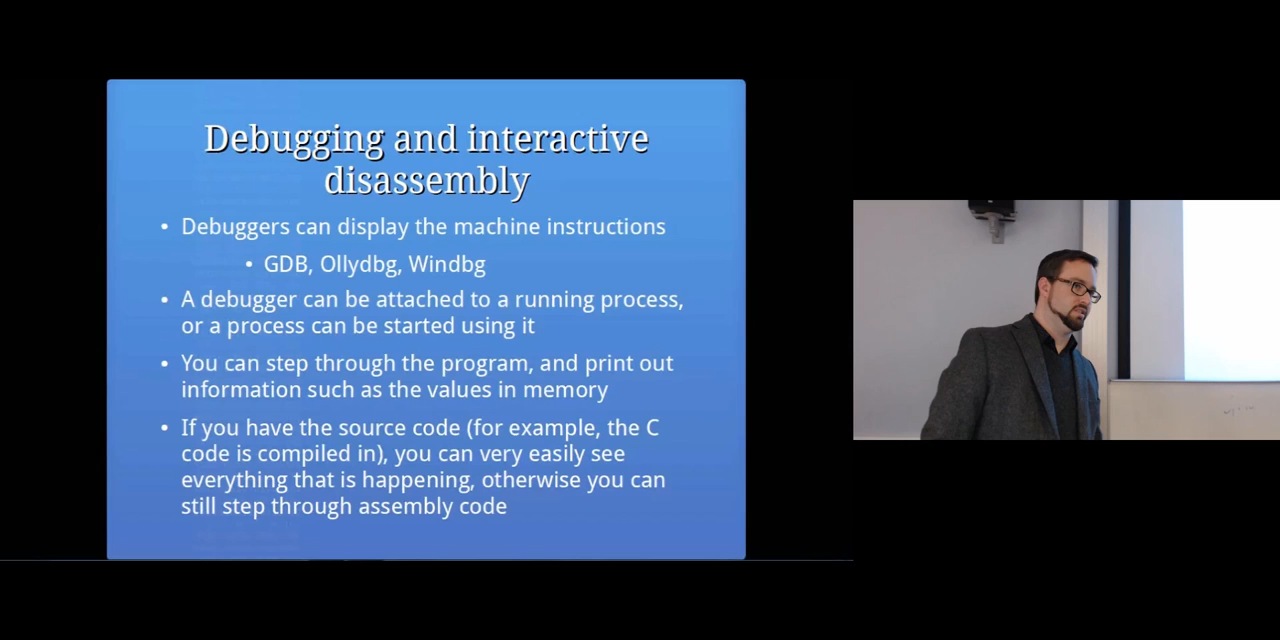 Debugging and interactive
disassembly
• Debuggers can display the machine instructions
• GDB, Ollydbg, Windbg
• A debugger can be attached to a running process,
or a process can be started using it
• You can step through the program, and print out
information such as the values in memory
• If you have the source code (for example, the C
code is compiled in), you can very easily see
everything that is happening, otherwise you can
still step through assembly code